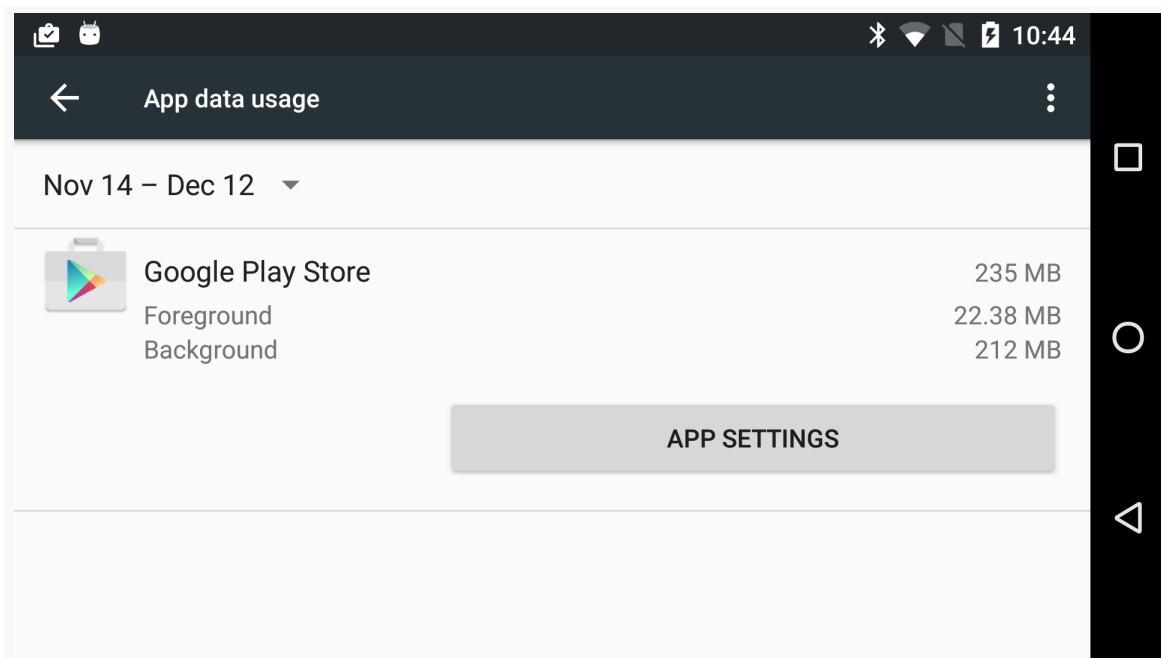 10:44
App data usage
Nov 14 – Dec 12
Google Play Store 235 MB
Foreground 22.38 MB
Background 212 MB
APP SETTINGS